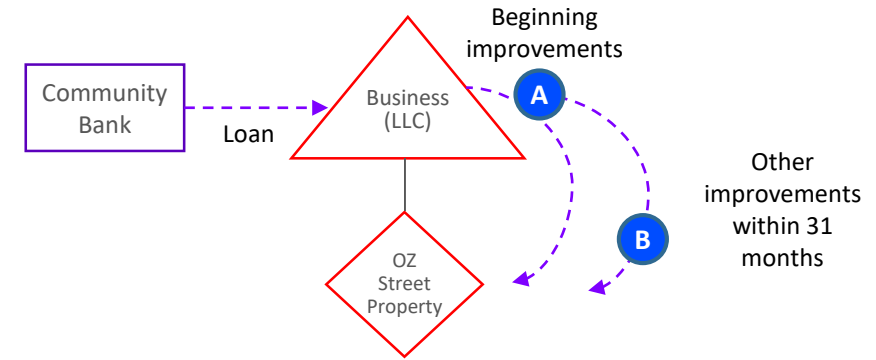 Community
Bank
Loan
Business
(LLC)
Beginning
improvements
A
B
Other
improvements
within 31
months
OZ
Street
Property